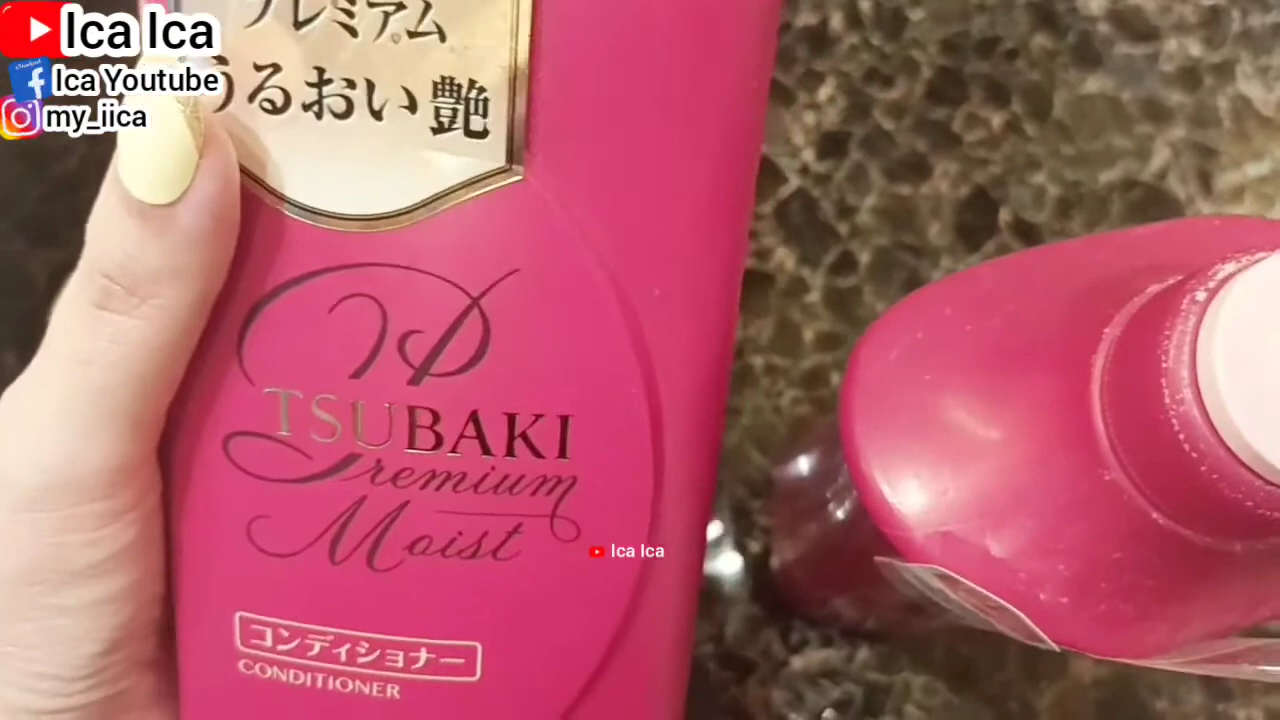 Ica Ica
Ica Youtube
my_iica
プレミアム
うるおい艶
TSUBAKI
Premium
Moist
Ica Ica
コンディショナー
CONDITIONER